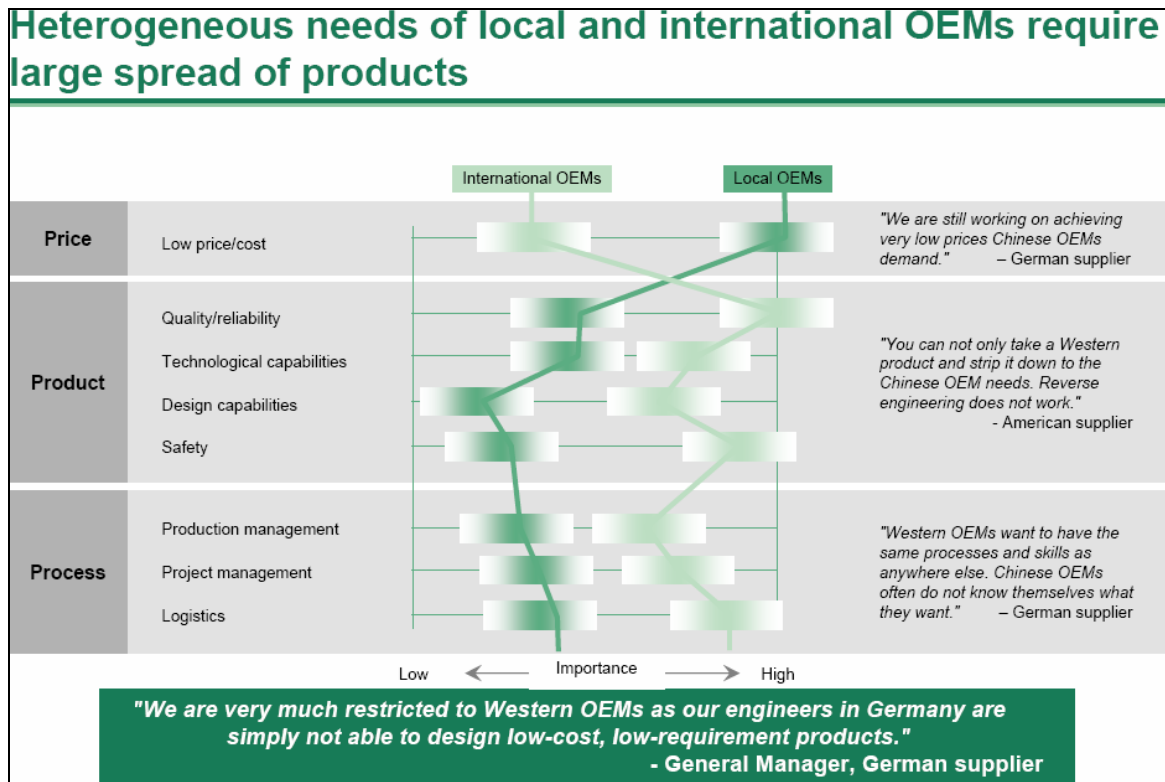 Heterogeneous needs of local and international OEMs require
large spread of products
International OEMs
Local OEMs
Price
Low price/cost
"We are still working on achieving
very low prices Chinese OEMs
demand." – German supplier
Product
Quality/reliability
Technological capabilities
Design capabilities
Safety
"You can not only take a Western
product and strip it down to the
Chinese OEM needs. Reverse
engineering does not work."
- American supplier
Process
Production management
Project management
Logistics
"Western OEMs want to have the
same processes and skills as
anywhere else. Chinese OEMs
often do not know themselves what
they want." – German supplier
Low Importance High
"We are very much restricted to Western OEMs as our engineers in Germany are
simply not able to design low-cost, low-requirement products."
- General Manager, German supplier